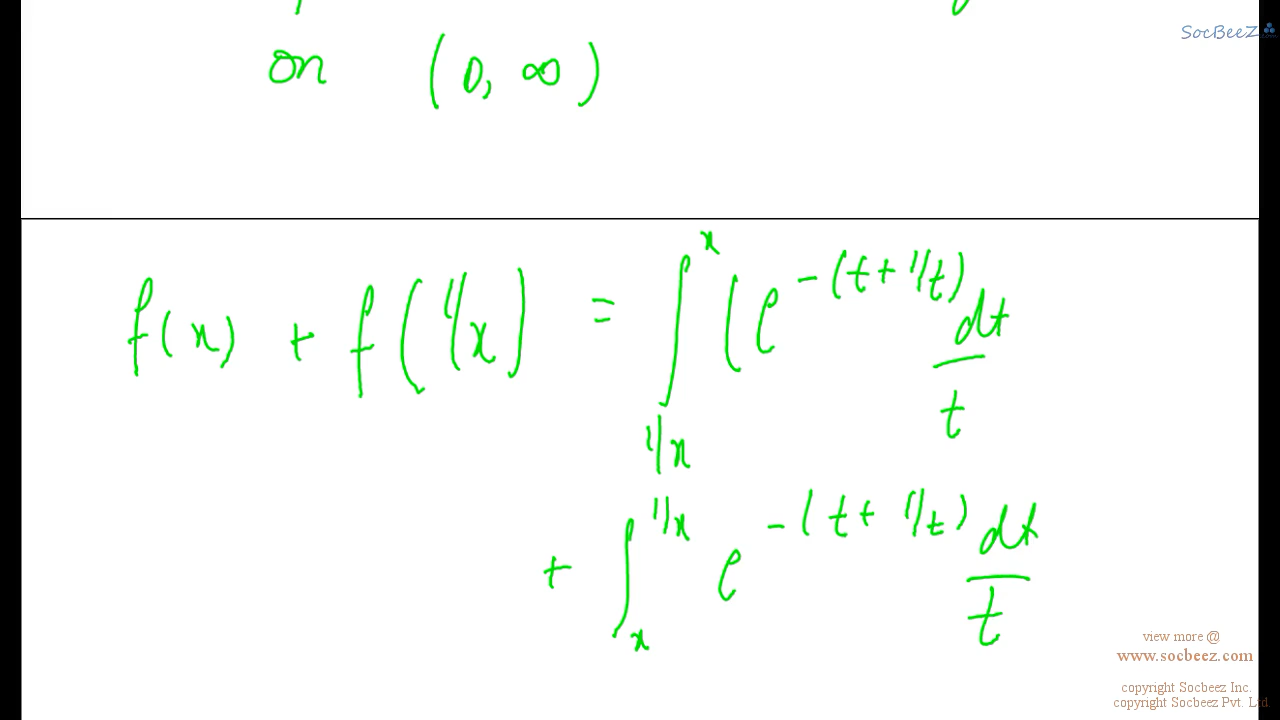 SocBeeZ
on (0, ∞)
f(x) + f(1/x) = ∫_{1/x}^{x} (e^{-(t + 1/t)} dt/t
+ ∫_{x}^{1/x} e^{-(t + 1/t)} dt/t
view more @
www.socbeez.com
copyright Socbeez Inc.
copyright Socbeez Pvt. Ltd.